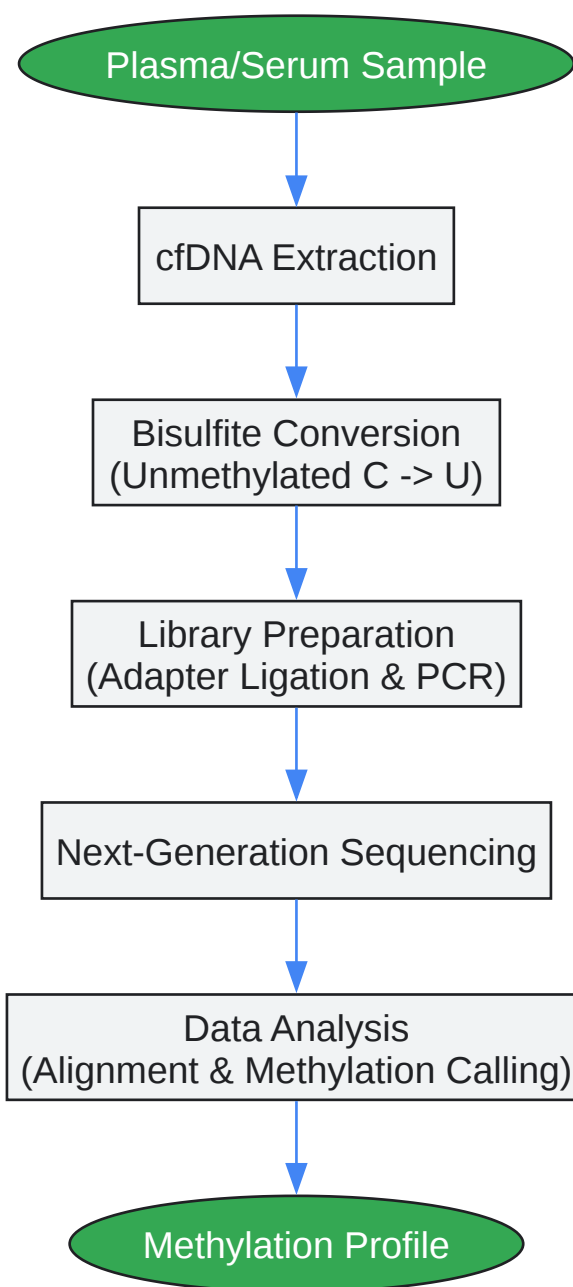 Plasma/Serum Sample
cfDNA Extraction
Bisulfite Conversion
(Unmethylated C -> U)
Library Preparation
(Adapter Ligation & PCR)
Next-Generation Sequencing
Data Analysis
(Alignment & Methylation Calling)
Methylation Profile